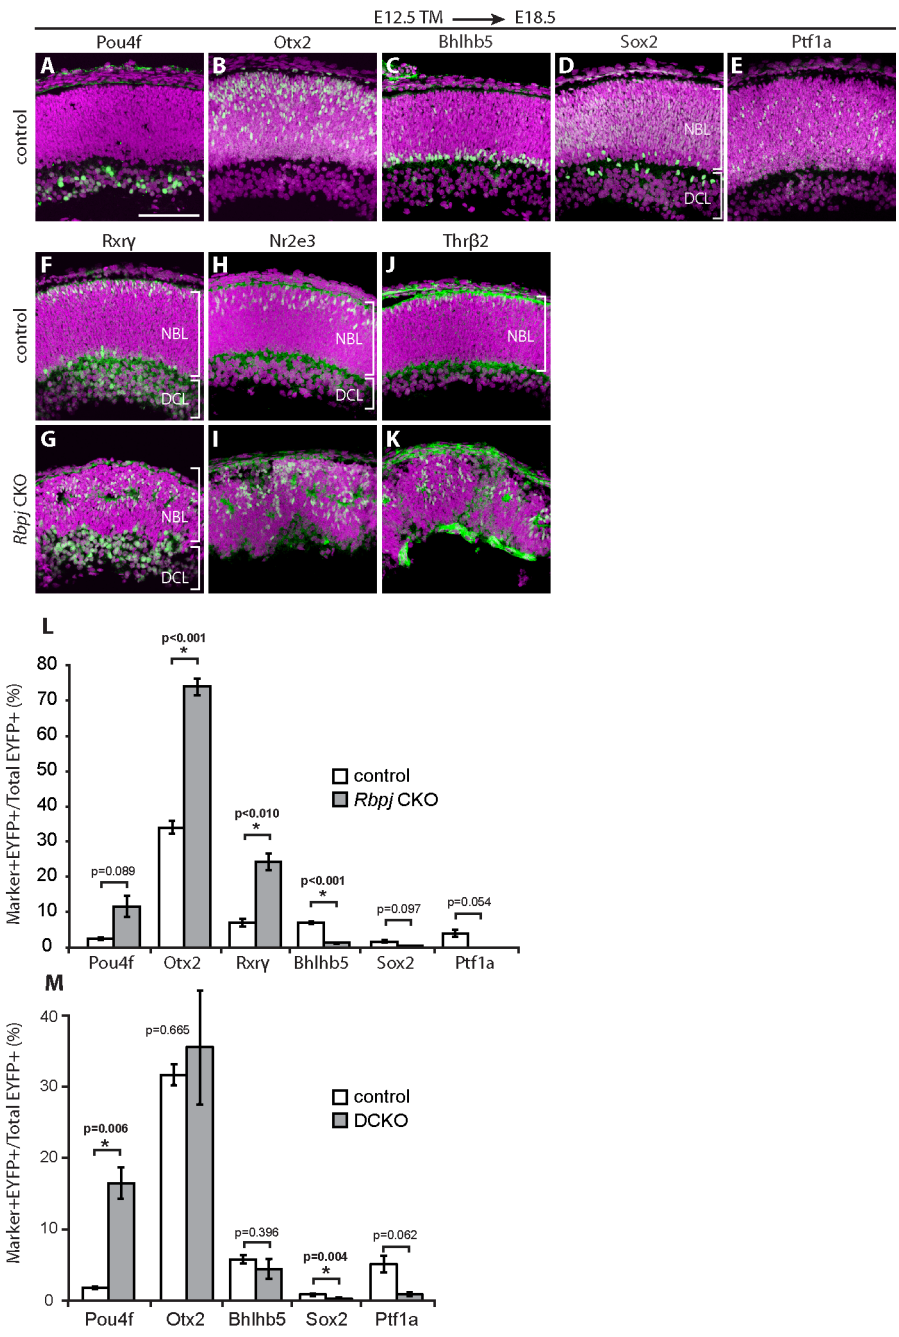 E12.5 TM → E18.5
Pou4f Otx2 Bhlhb5 Sox2 Ptf1a
control
A B C D E
NBL
DCL
Rxrγ Nr2e3 Thrβ2
control
F H J
NBL NBL NBL
DCL DCL
Rbpj CKO
G I K
NBL
DCL
L
Marker+EYFP+/Total EYFP+ (%)
80
70
60
50
40
30
20
10
0
p=0.089
p<0.001
*
p<0.010
*
p<0.001
*
p=0.097
p=0.054
control
Rbpj CKO
Pou4f Otx2 Rxrγ Bhlhb5 Sox2 Ptf1a
M
Marker+EYFP+/Total EYFP+ (%)
40
30
20
10
0
p=0.006
*
p=0.665
p=0.396
p=0.004
*
p=0.062
control
DCKO
Pou4f Otx2 Bhlhb5 Sox2 Ptf1a